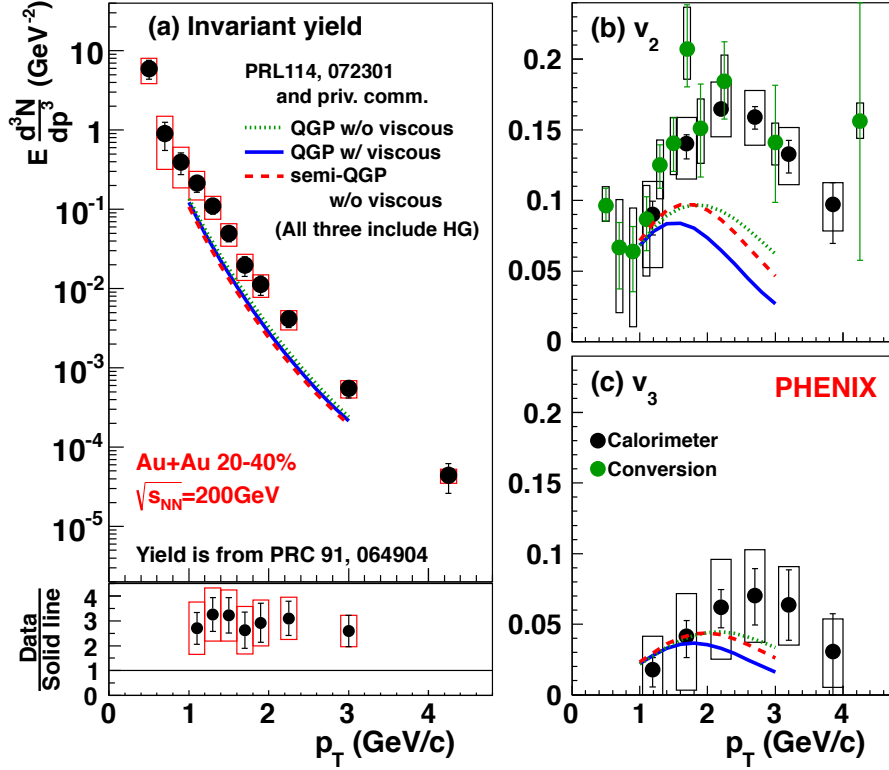 (a) Invariant yield
E d³N/dp³ (GeV⁻²)
PRL114, 072301
and priv. comm.
QGP w/o viscous
QGP w/ viscous
semi-QGP
w/o viscous
(All three include HG)
10
1
10⁻¹
10⁻²
10⁻³
10⁻⁴
10⁻⁵
Au+Au 20-40%
√sNN=200GeV
Yield is from PRC 91, 064904
Data
Solid line
4
3
2
1
0
0 2 4
pT (GeV/c)
(b) v2
0.2
0.15
0.1
0.05
0
(c) v3
PHENIX
Calorimeter
Conversion
0.2
0.15
0.1
0.05
0
0 1 2 3 4
pT (GeV/c)